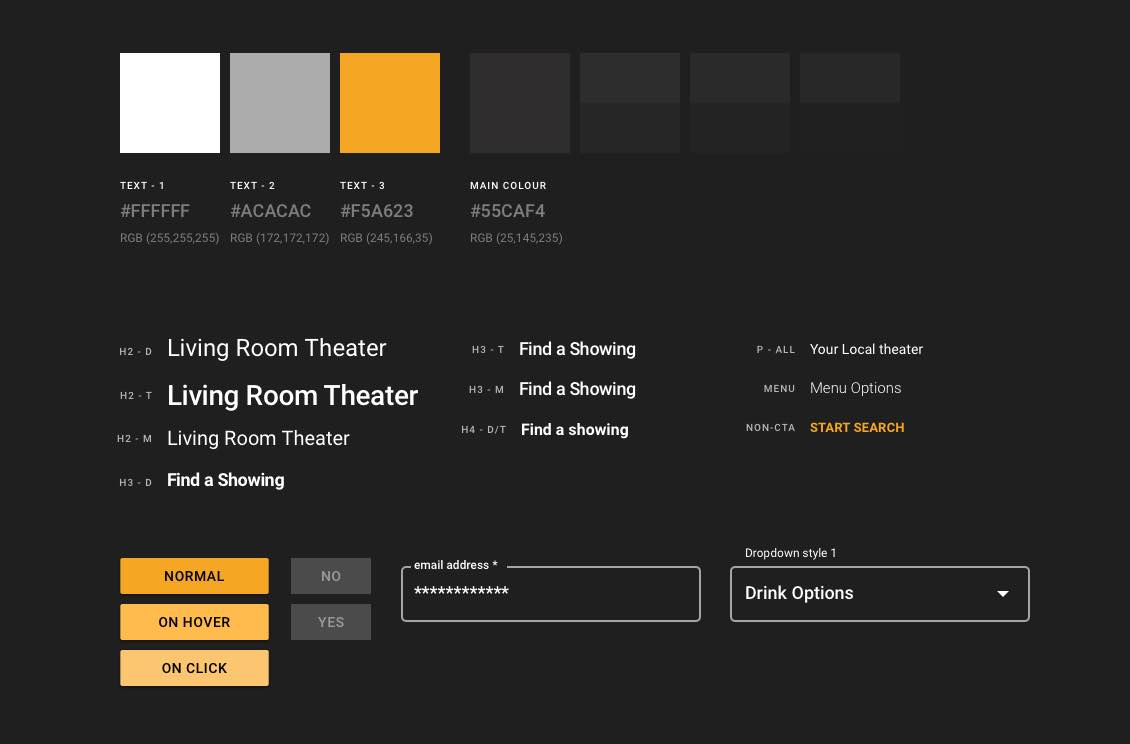 TEXT - 1
#FFFFFF
RGB (255,255,255)
TEXT - 2
#ACACAC
RGB (172,172,172)
TEXT - 3
#F5A623
RGB (245,166,35)
MAIN COLOUR
#55CAF4
RGB (25,145,235)
H2 - D Living Room Theater
H2 - T Living Room Theater
H2 - M Living Room Theater
H3 - D Find a Showing
H3 - T Find a Showing
H3 - M Find a Showing
H4 - D/T Find a showing
P - ALL Your Local theater
MENU Menu Options
NON-CTA START SEARCH
NORMAL
ON HOVER
ON CLICK
NO
YES
email address *
************
Dropdown style 1
Drink Options